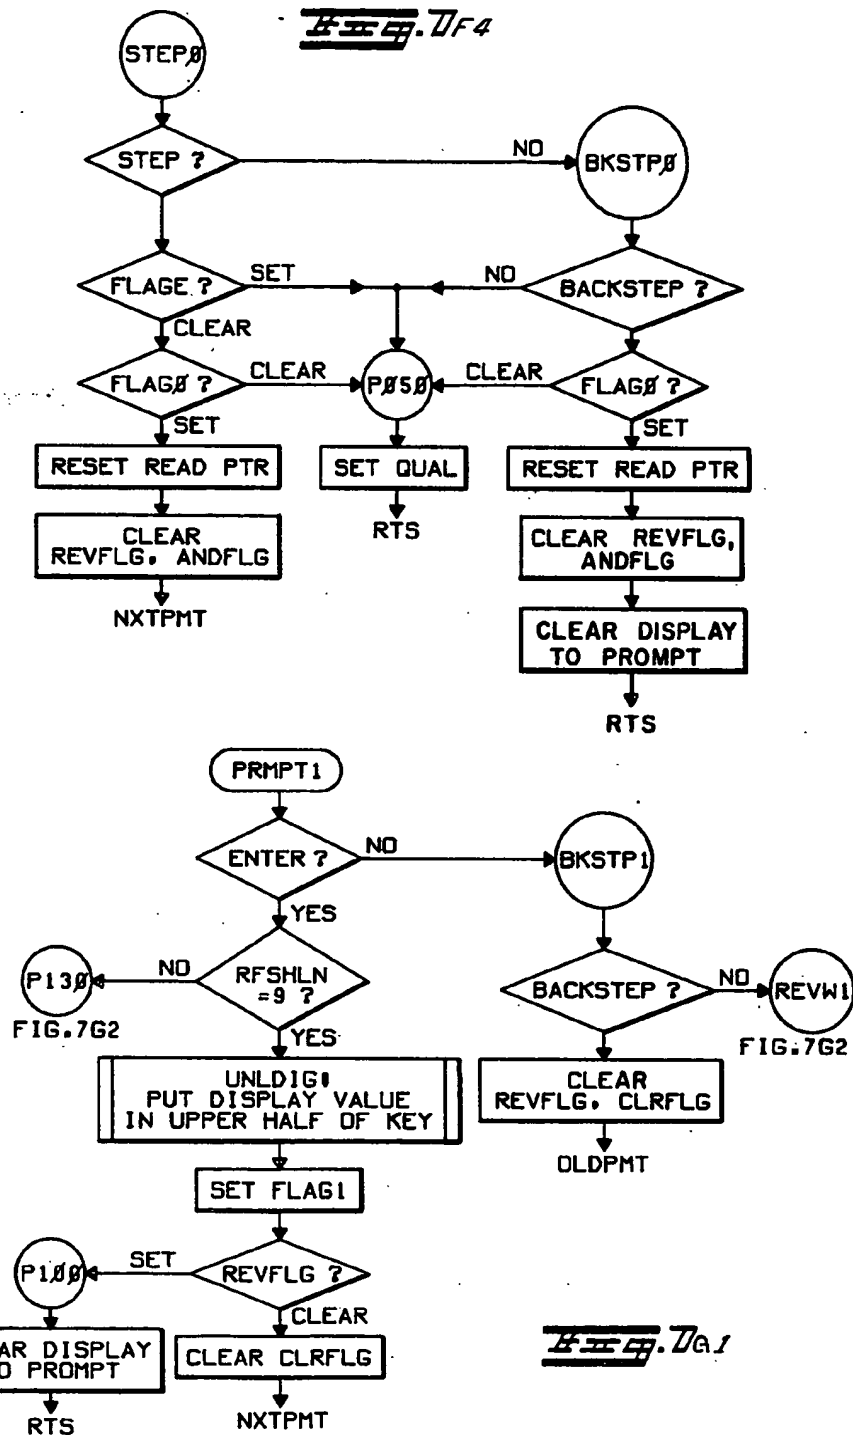 Fig. 7F4
STEP0
STEP ?
NO
BKSTP0
FLAGE ?
SET
NO
BACKSTEP ?
CLEAR
FLAG0 ?
CLEAR
P050
CLEAR
FLAG0 ?
SET
SET
RESET READ PTR
SET QUAL
RESET READ PTR
RTS
CLEAR
REVFLG, ANDFLG
CLEAR REVFLG,
ANDFLG
NXTPMT
CLEAR DISPLAY
TO PROMPT
RTS
PRMPT1
ENTER ?
NO
BKSTP1
YES
P130
NO
RFSHLN
=9 ?
BACKSTEP ?
NO
REVW1
FIG.7G2
YES
FIG.7G2
UNLDIG:
PUT DISPLAY VALUE
IN UPPER HALF OF KEY
CLEAR
REVFLG, CLRFLG
OLDPMT
SET FLAG1
P100
SET
REVFLG ?
CLEAR
AR DISPLAY
O PROMPT
CLEAR CLRFLG
Fig. 7G1
RTS
NXTPMT